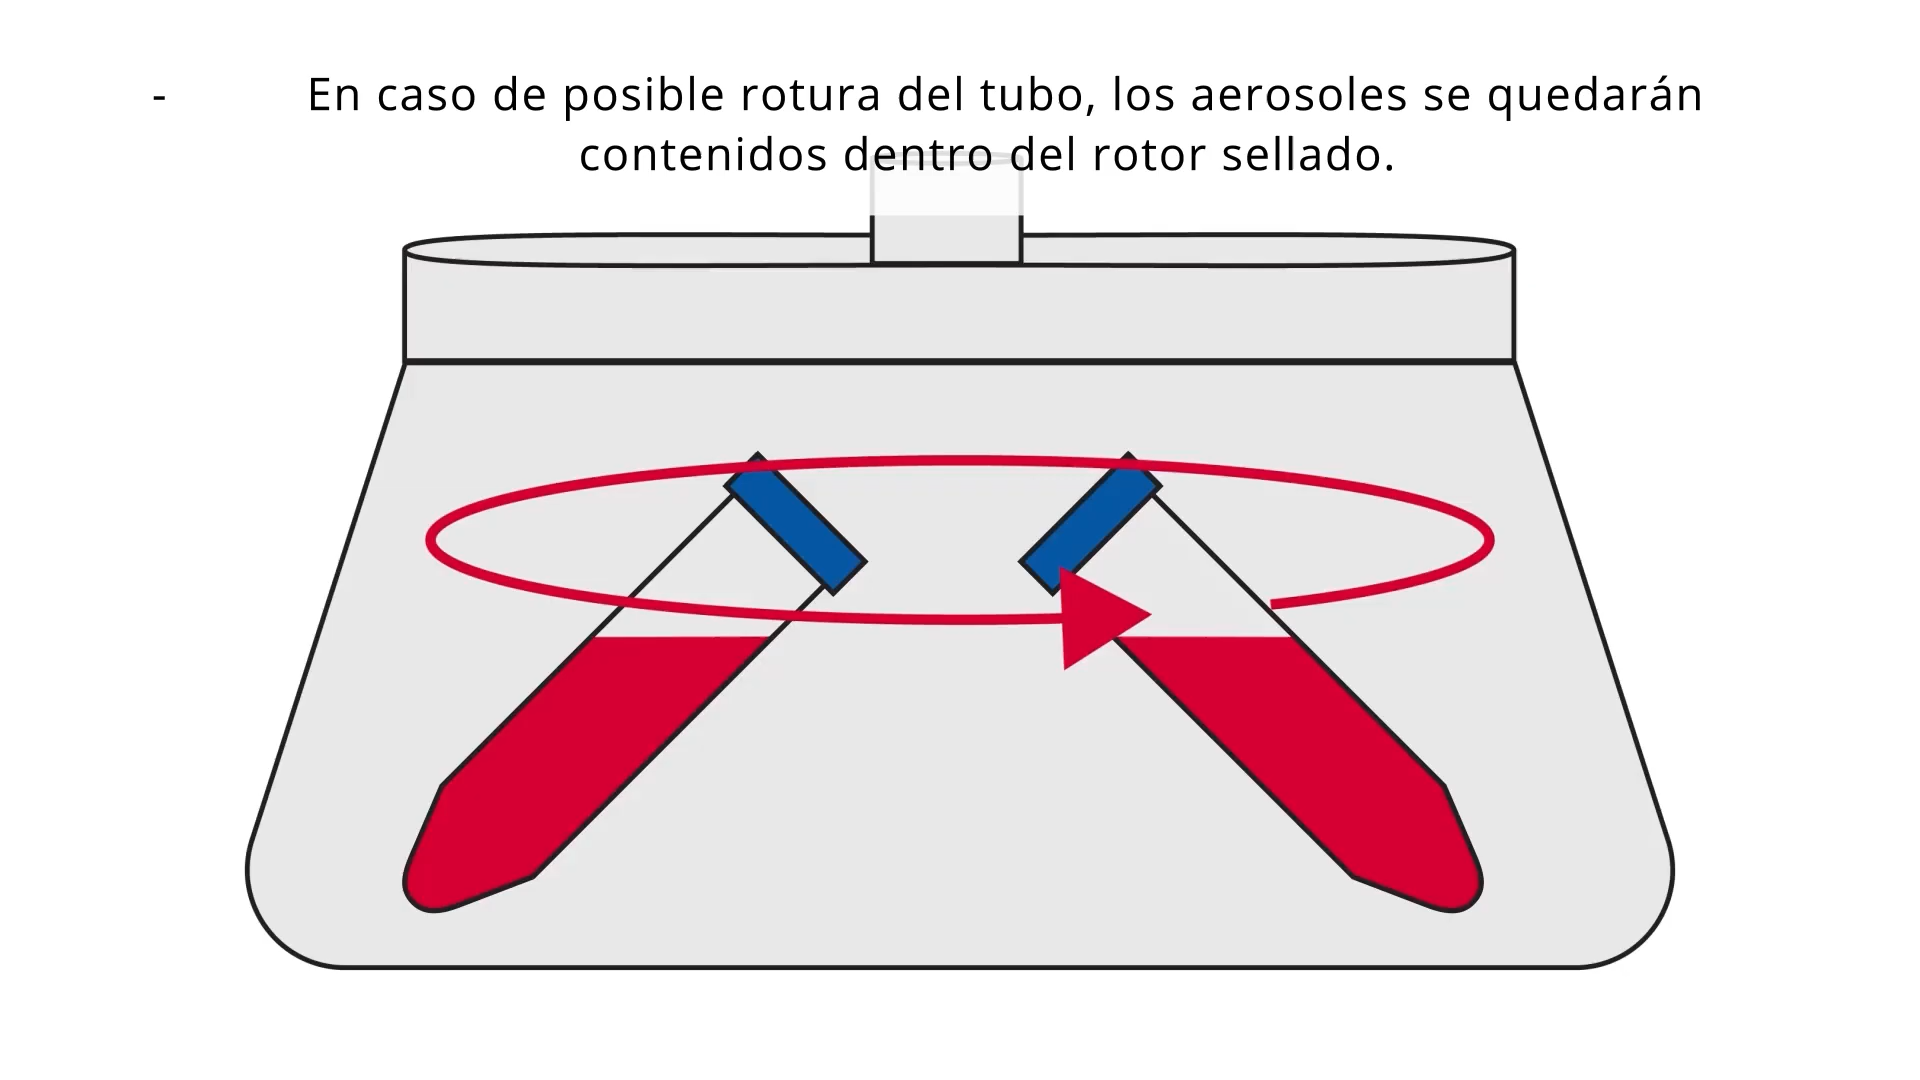 - En caso de posible rotura del tubo, los aerosoles se quedarán
contenidos dentro del rotor sellado.